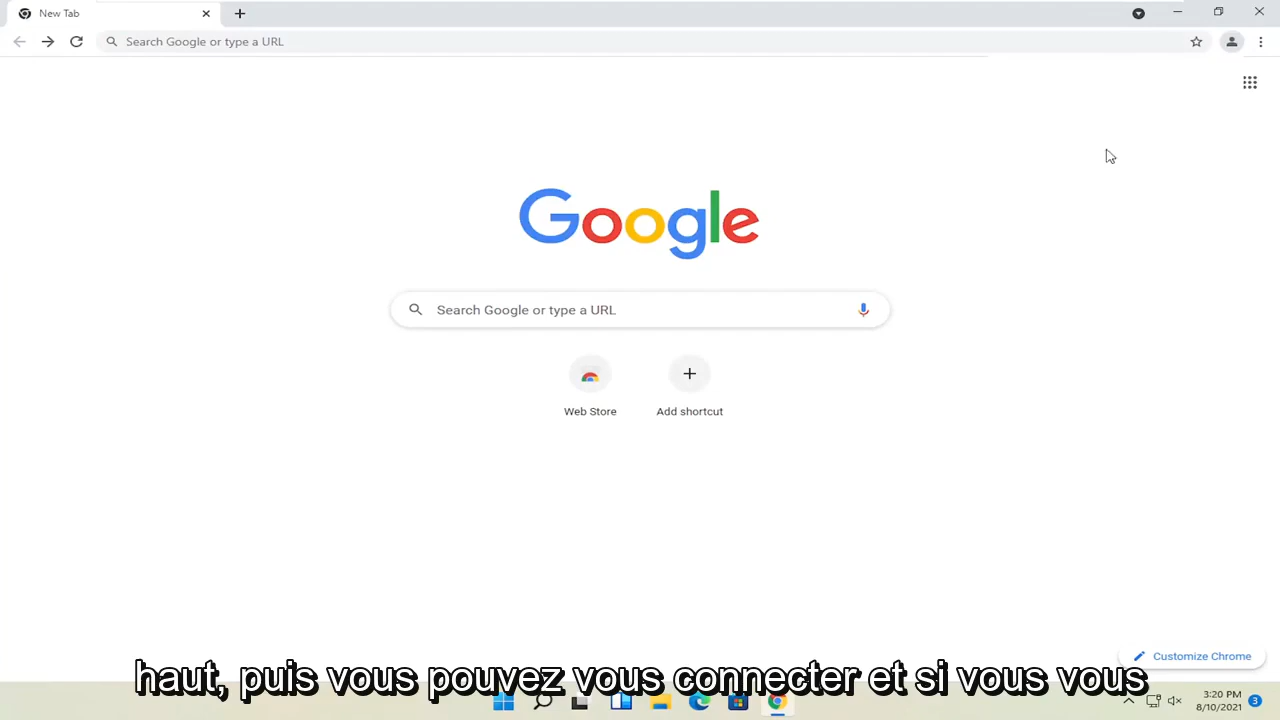 New Tab
Search Google or type a URL
Google
Search Google or type a URL
Web Store
Add shortcut
Customize Chrome
haut, puis vous pouvez vous connecter et si vous vous
3:20 PM
8/10/2021
3